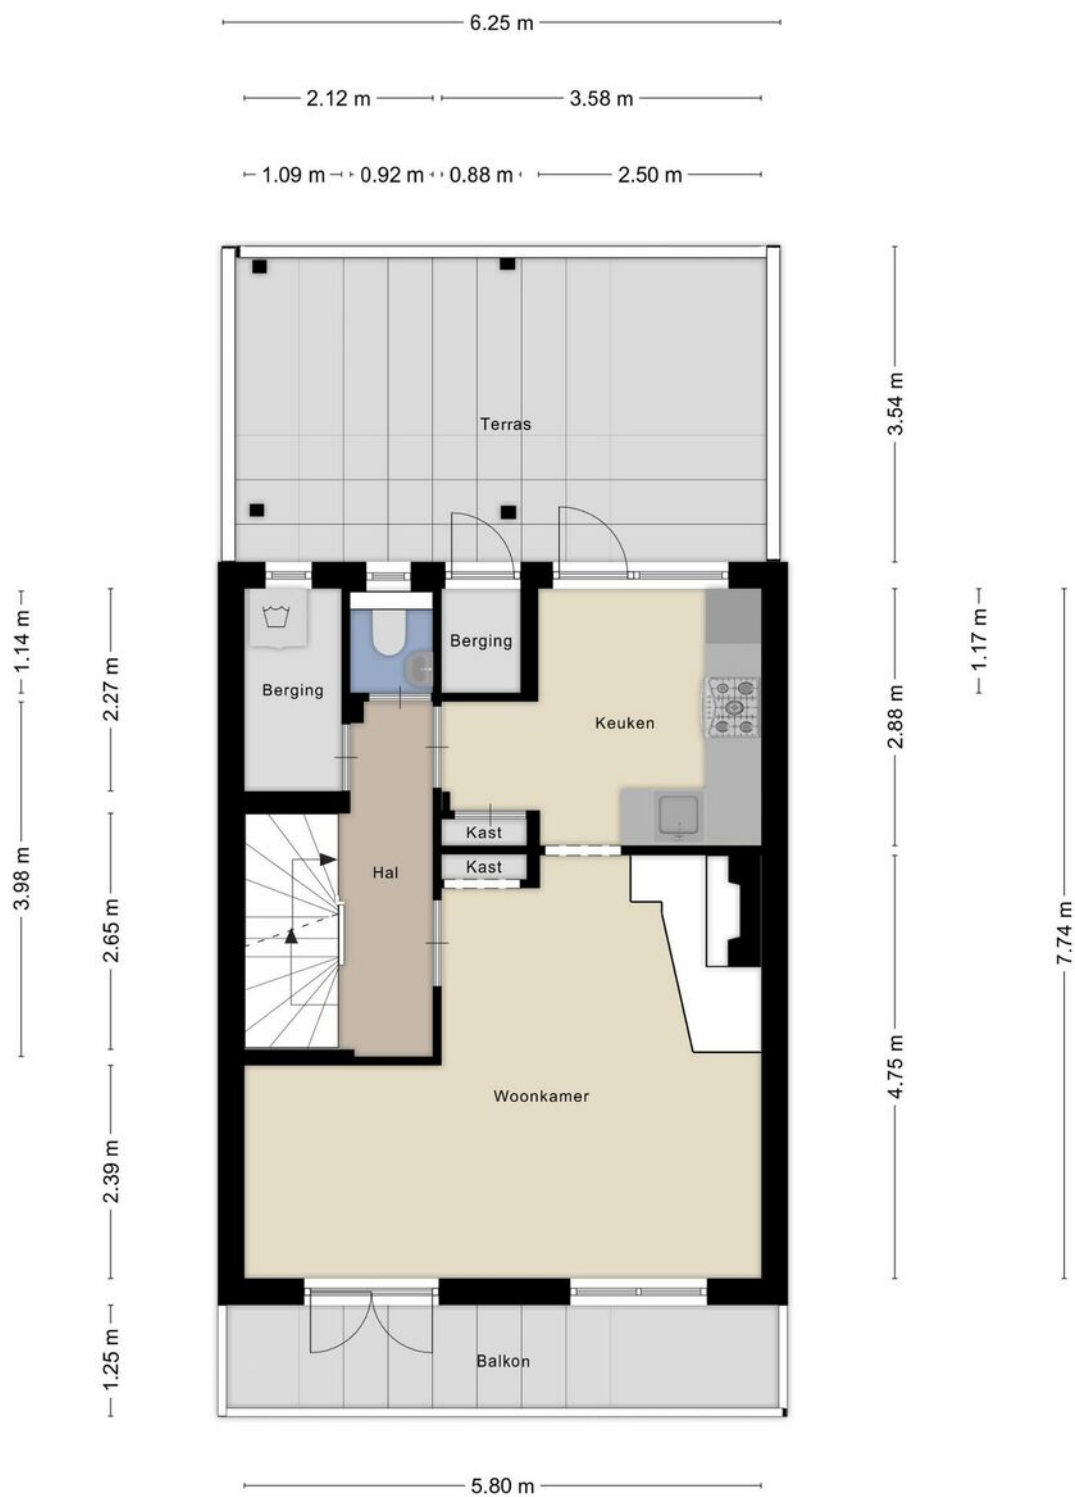 6.25 m
2.12 m
3.58 m
1.09 m
0.92 m
0.88 m
2.50 m
Terras
3.54 m
1.14 m
2.27 m
Berging
Berging
Keuken
2.88 m
1.17 m
Kast
Kast
Hal
3.98 m
2.65 m
7.74 m
4.75 m
Woonkamer
2.39 m
1.25 m
Balkon
5.80 m